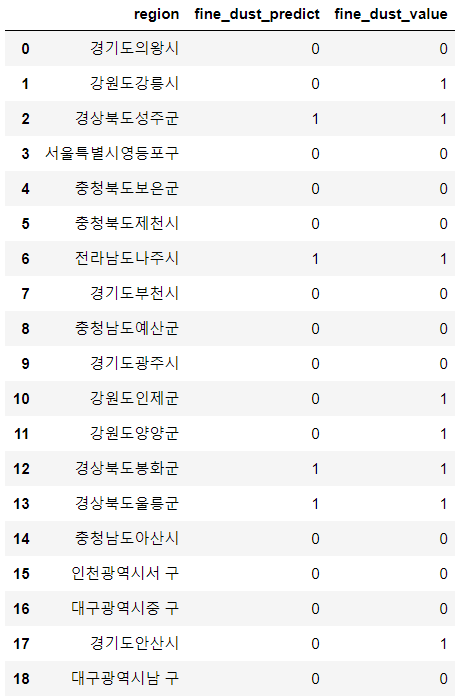 region fine_dust_predict fine_dust_value
0 경기도의왕시 0 0
1 강원도강릉시 0 1
2 경상북도성주군 1 1
3 서울특별시영등포구 0 0
4 충청북도보은군 0 0
5 충청북도제천시 0 0
6 전라남도나주시 1 1
7 경기도부천시 0 0
8 충청남도예산군 0 0
9 경기도광주시 0 0
10 강원도인제군 0 1
11 강원도양양군 0 1
12 경상북도봉화군 1 1
13 경상북도울릉군 1 1
14 충청남도아산시 0 0
15 인천광역시서 구 0 0
16 대구광역시중 구 0 0
17 경기도안산시 0 1
18 대구광역시남 구 0 0